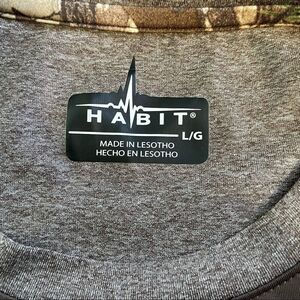 HABIT®
L/G
MADE IN LESOTHO
HECHO EN LESOTHO